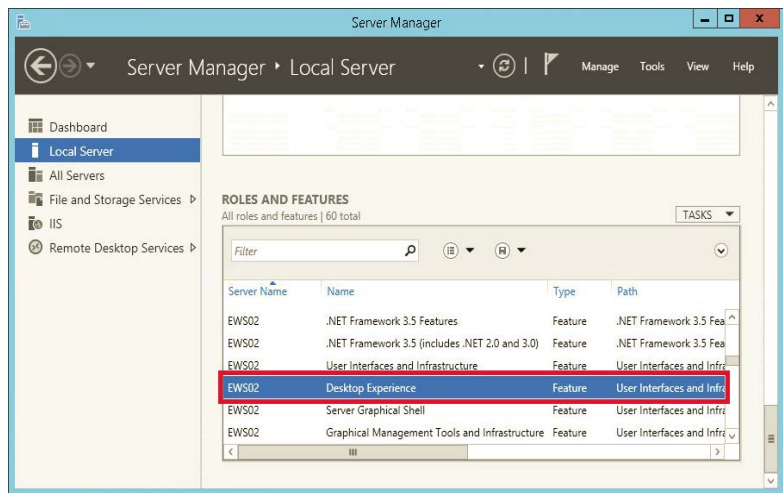 Server Manager
Server Manager • Local Server
Manage Tools View Help
Dashboard
Local Server
All Servers
File and Storage Services
IIS
Remote Desktop Services
ROLES AND FEATURES
All roles and features | 60 total
TASKS
Filter
Server Name Name Type Path
EWS02 .NET Framework 3.5 Features Feature .NET Framework 3.5 Fea
EWS02 .NET Framework 3.5 (includes .NET 2.0 and 3.0) Feature .NET Framework 3.5 Fea
EWS02 User Interfaces and Infrastructure Feature User Interfaces and Infra
EWS02 Desktop Experience Feature User Interfaces and Infra
EWS02 Server Graphical Shell Feature User Interfaces and Infra
EWS02 Graphical Management Tools and Infrastructure Feature User Interfaces and Infra